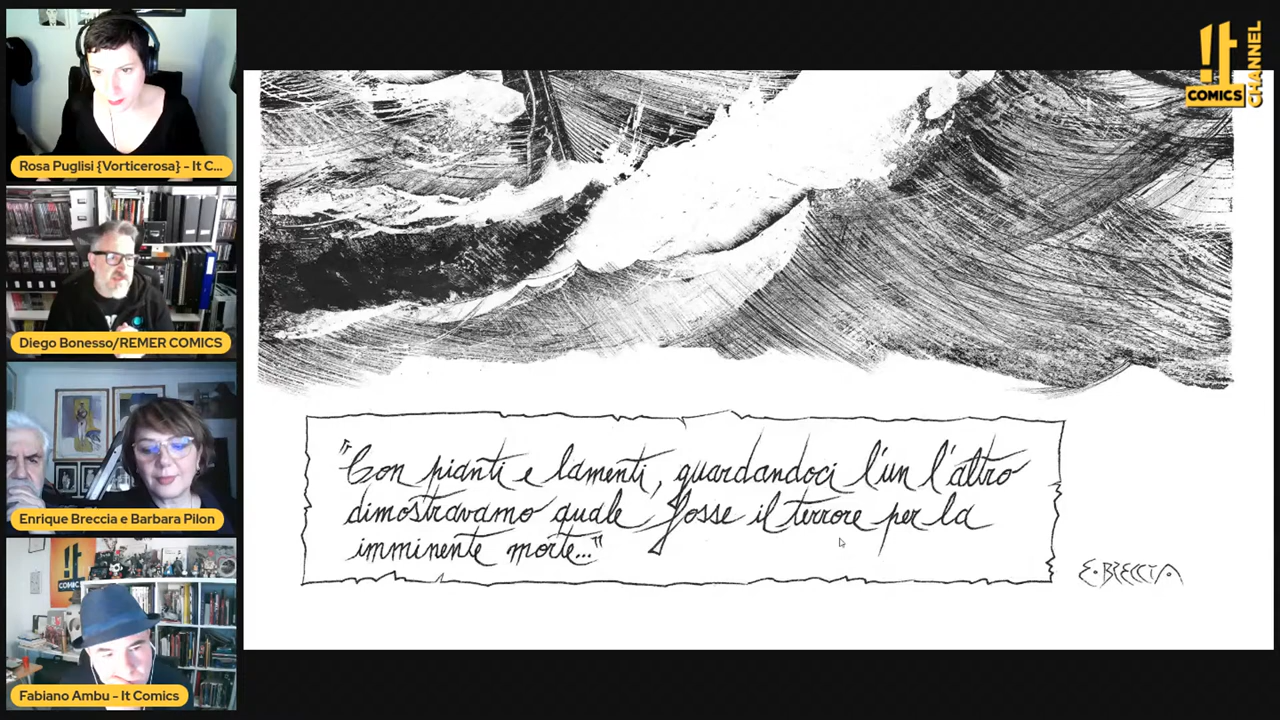 !t
COMICS
CHANNEL
Rosa Puglisi {Vorticerosa} - It C...
Diego Bonesso/REMER COMICS
Enrique Breccia e Barbara Pilon
!t
COMIC
Fabiano Ambu - It Comics
"Con pianti e lamenti, guardandoci l'un l'altro
dimostravamo quale fosse il terrore per la
imminente morte..."
E. BRECCIA